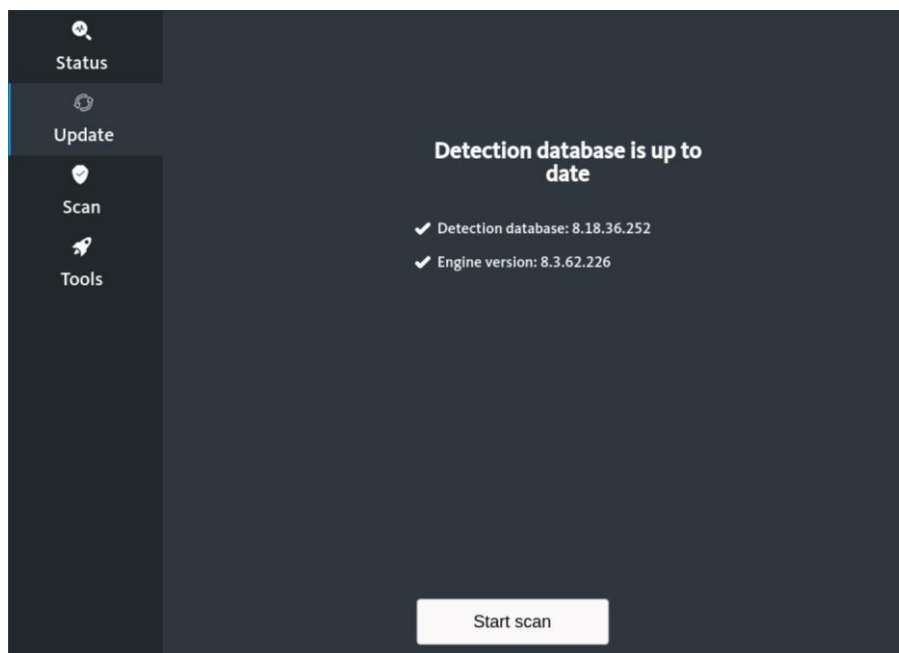 Status
Update
Scan
Tools
Detection database is up to
date
Detection database: 8.18.36.252
Engine version: 8.3.62.226
Start scan